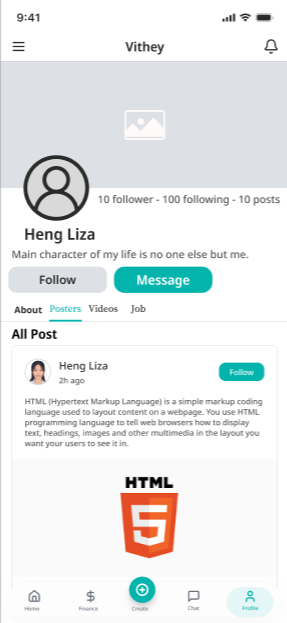 9:41
Vithey
10 follower - 100 following - 10 posts
Heng Liza
Main character of my life is no one else but me.
Follow
Message
About Posters Videos Job
All Post
Heng Liza
2h ago
Follow
HTML (Hypertext Markup Language) is a simple markup coding
language used to layout content on a webpage. You use HTML
programming language to tell web browsers how to display
text, headings, images and other multimedia in the layout you
want your users to see it in.
HTML
5
Home Finance Create Chat Profile